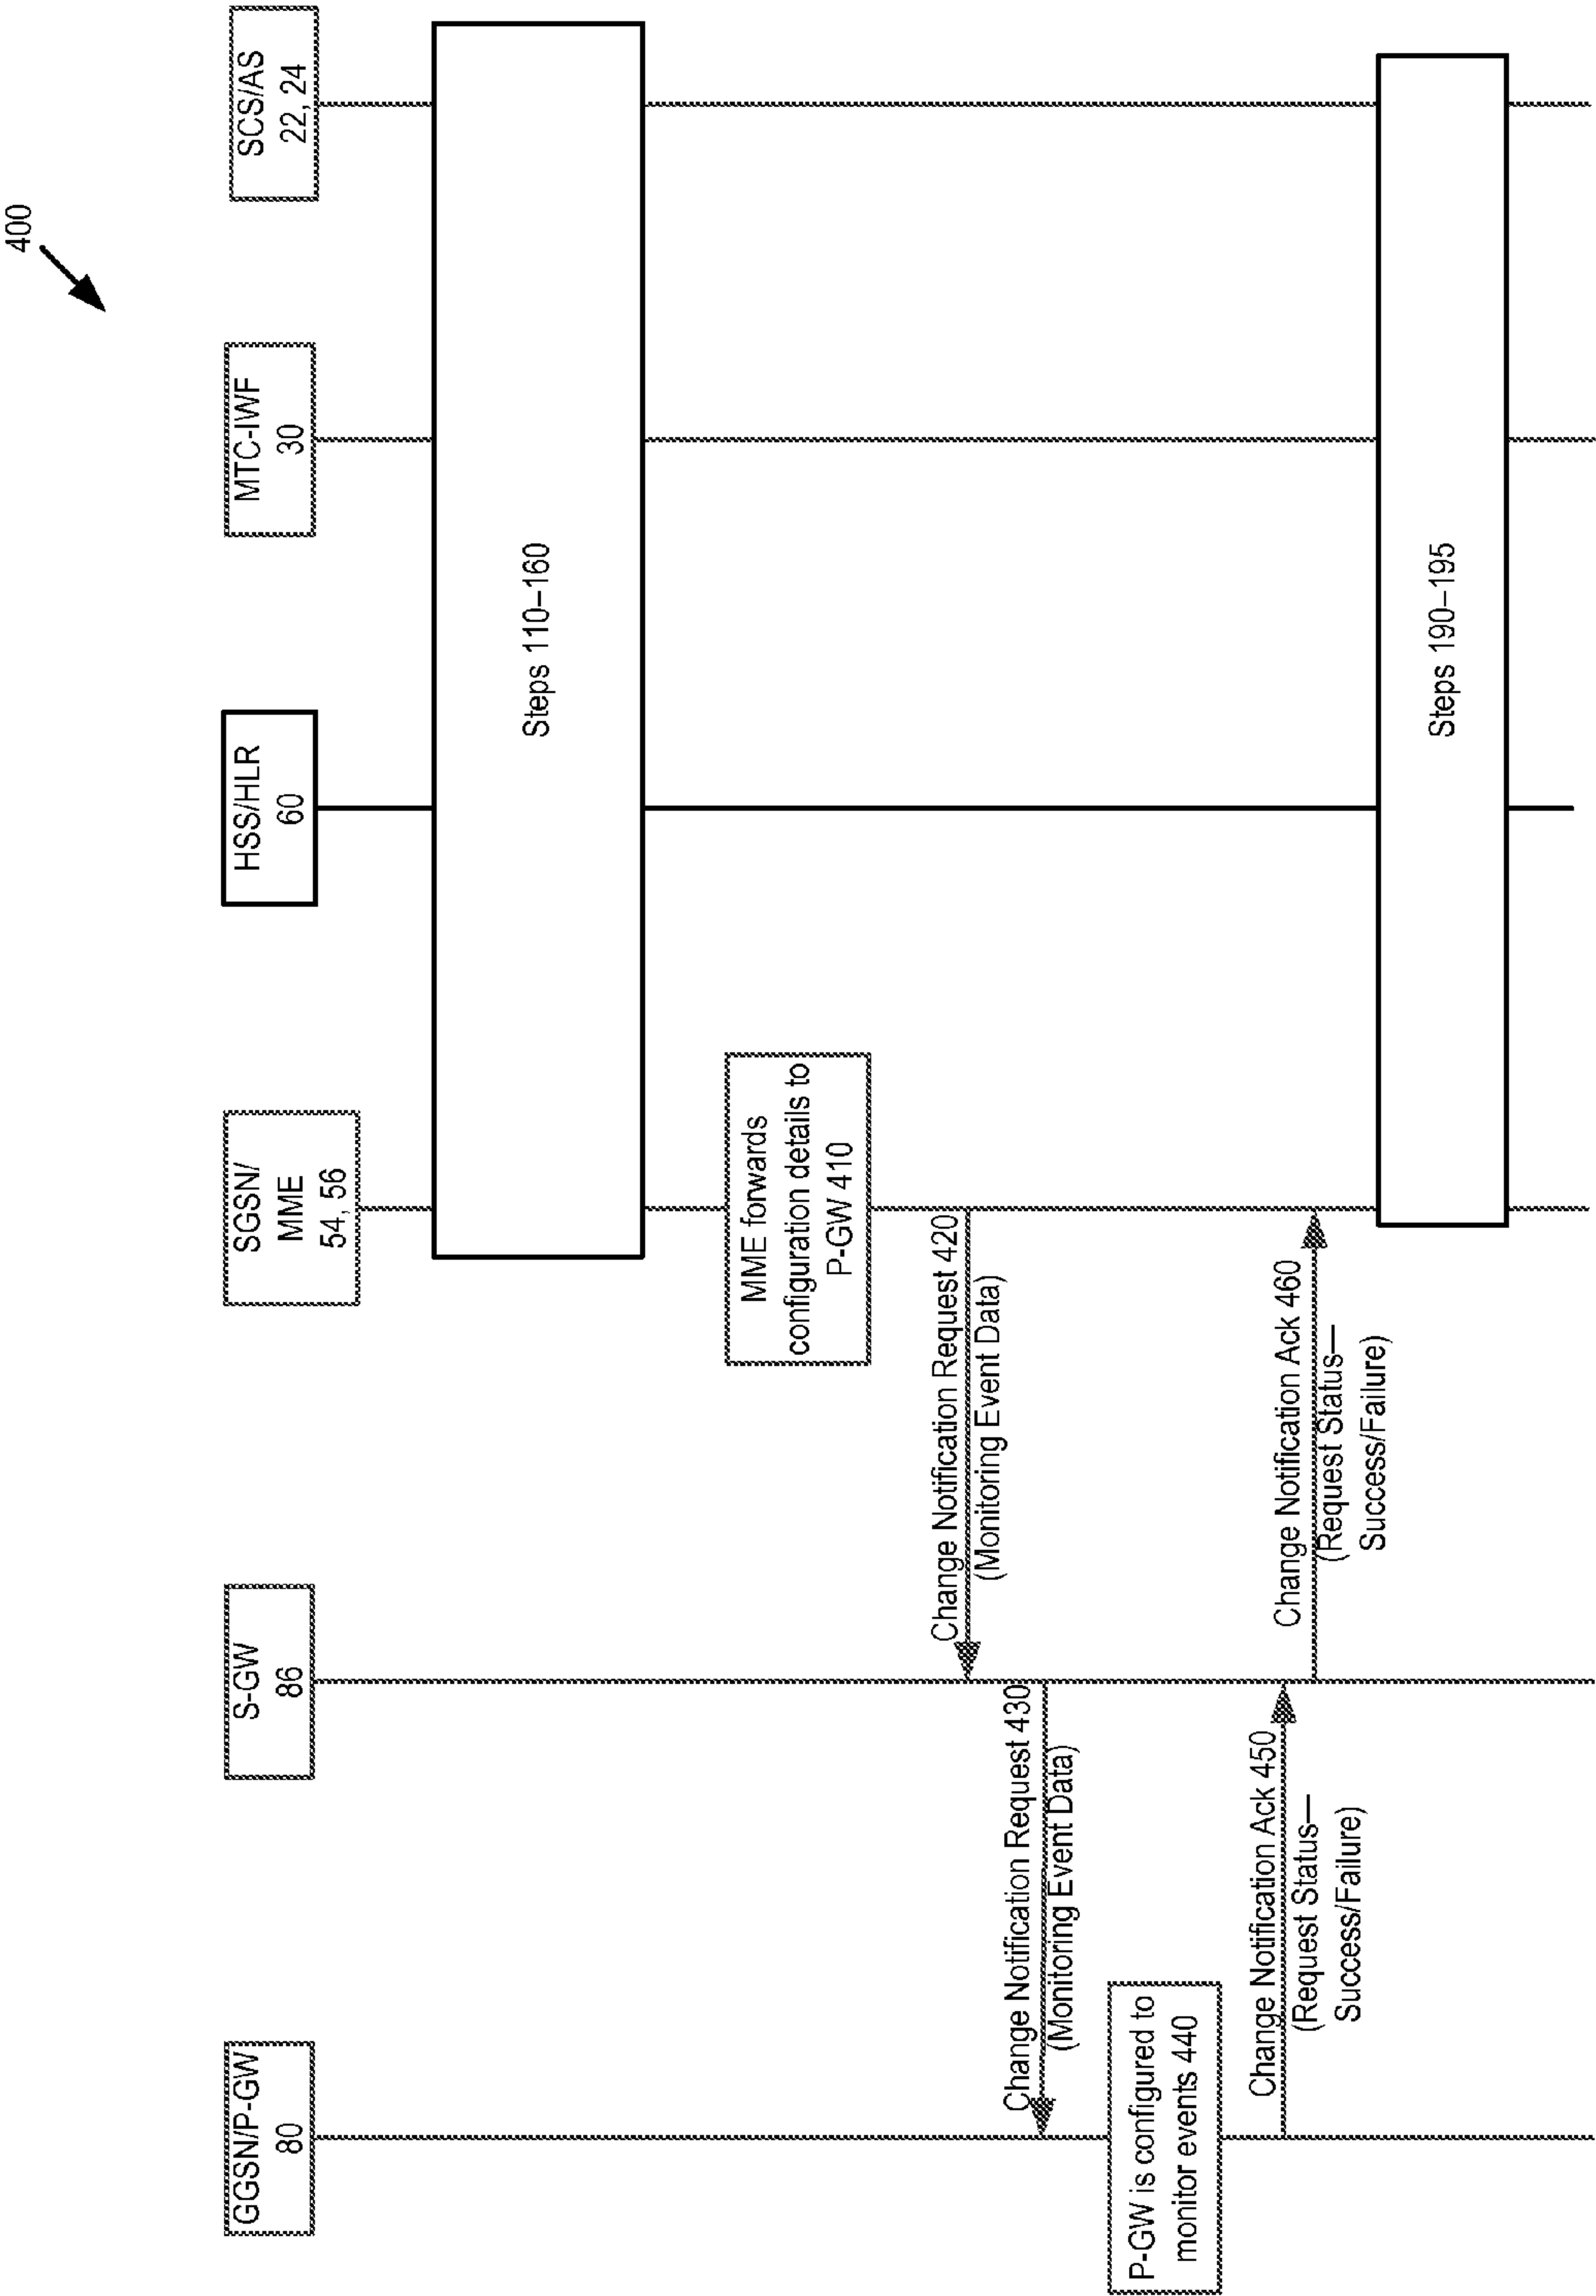 400
GGSN/P-GW
80
S-GW
86
SGSN/
MME
54, 56
HSS/HLR
60
MTC-IWF
30
SCS/AS
22, 24
Steps 110–160
MME forwards
configuration details to
P-GW 410
Change Notification Request 420
(Monitoring Event Data)
Change Notification Request 430
(Monitoring Event Data)
P-GW is configured to
monitor events 440
Change Notification Ack 450
(Request Status—
Success/Failure)
Change Notification Ack 460
(Request Status—
Success/Failure)
Steps 190–195